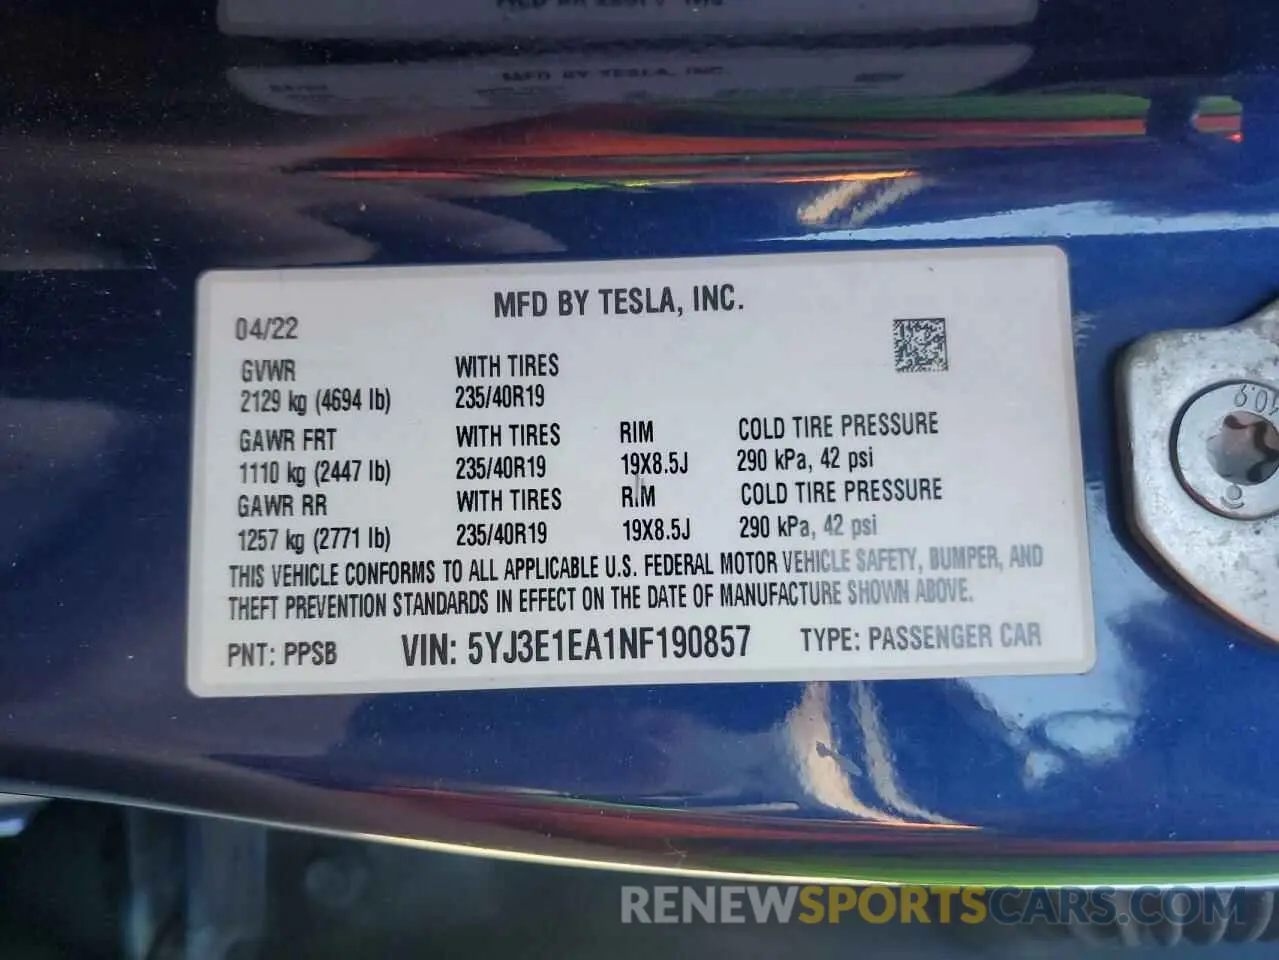 MFD BY TESLA, INC.
MFD BY TESLA, INC.
04/22
GVWR WITH TIRES
2129 kg (4694 lb) 235/40R19
GAWR FRT WITH TIRES RIM COLD TIRE PRESSURE
1110 kg (2447 lb) 235/40R19 19X8.5J 290 kPa, 42 psi
GAWR RR WITH TIRES RIM COLD TIRE PRESSURE
1257 kg (2771 lb) 235/40R19 19X8.5J 290 kPa, 42 psi
THIS VEHICLE CONFORMS TO ALL APPLICABLE U.S. FEDERAL MOTOR VEHICLE SAFETY, BUMPER, AND
THEFT PREVENTION STANDARDS IN EFFECT ON THE DATE OF MANUFACTURE SHOWN ABOVE.
PNT: PPSB VIN: 5YJ3E1EA1NF190857 TYPE: PASSENGER CAR
10.9
RENEWSPORTSCARS.COM